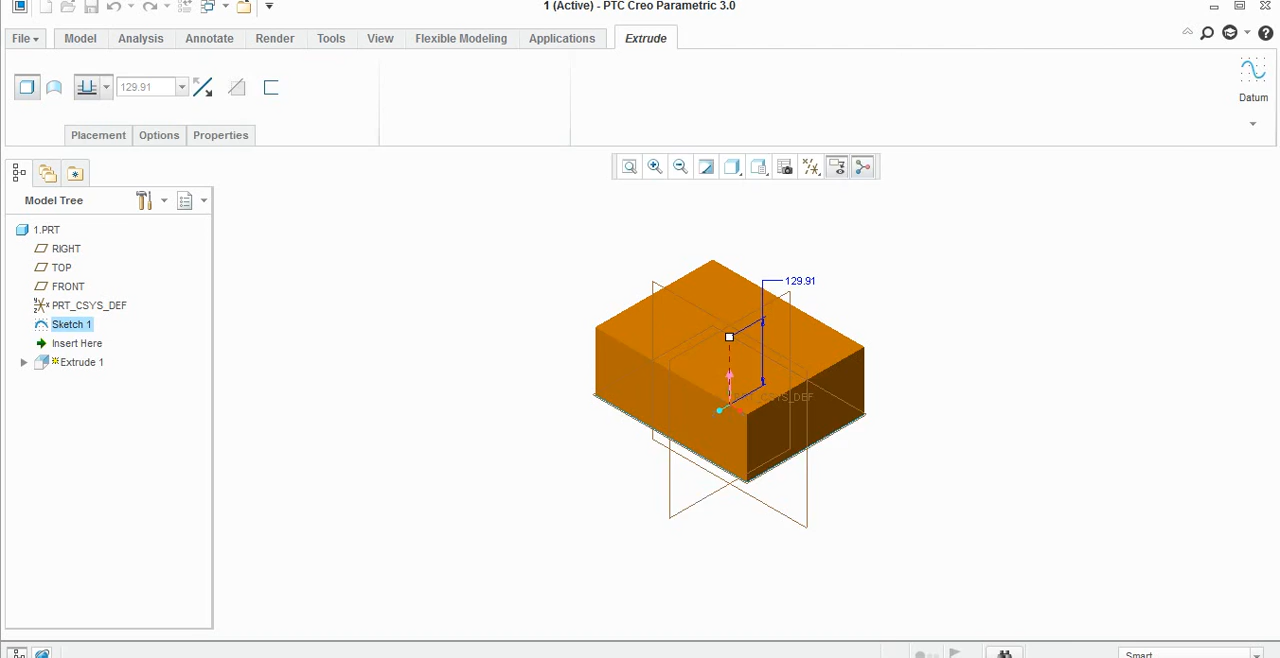 1 (Active) - PTC Creo Parametric 3.0
File Model Analysis Annotate Render Tools View Flexible Modeling Applications Extrude
129.91
Datum
Placement Options Properties
Model Tree
1.PRT
RIGHT
TOP
FRONT
PRT_CSYS_DEF
Sketch 1
Insert Here
Extrude 1
129.91
CSYS_DEF
Smart